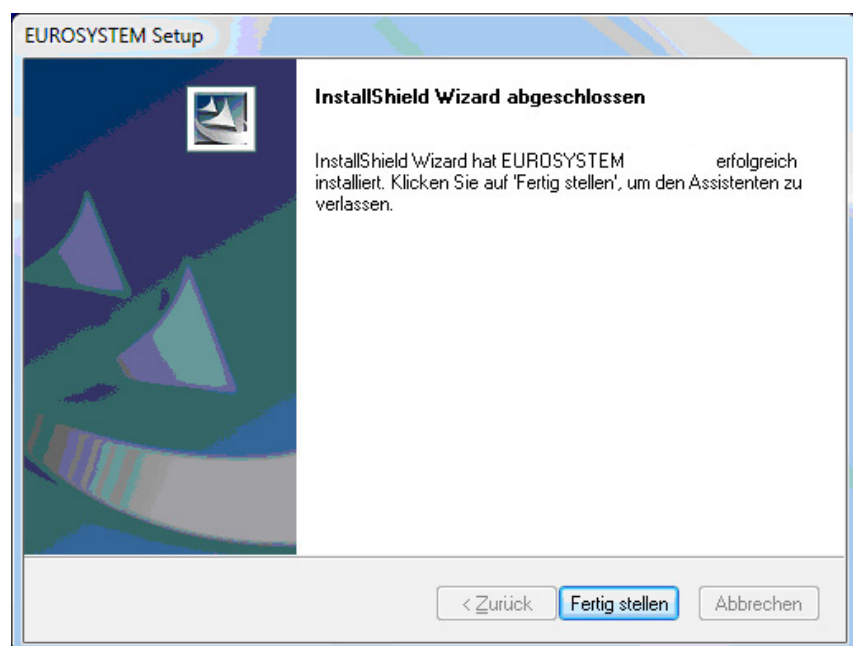 EUROSYSTEM Setup
InstallShield Wizard abgeschlossen
InstallShield Wizard hat EUROSYSTEM erfolgreich
installiert. Klicken Sie auf 'Fertig stellen', um den Assistenten zu
verlassen.
< Zurück Fertig stellen Abbrechen